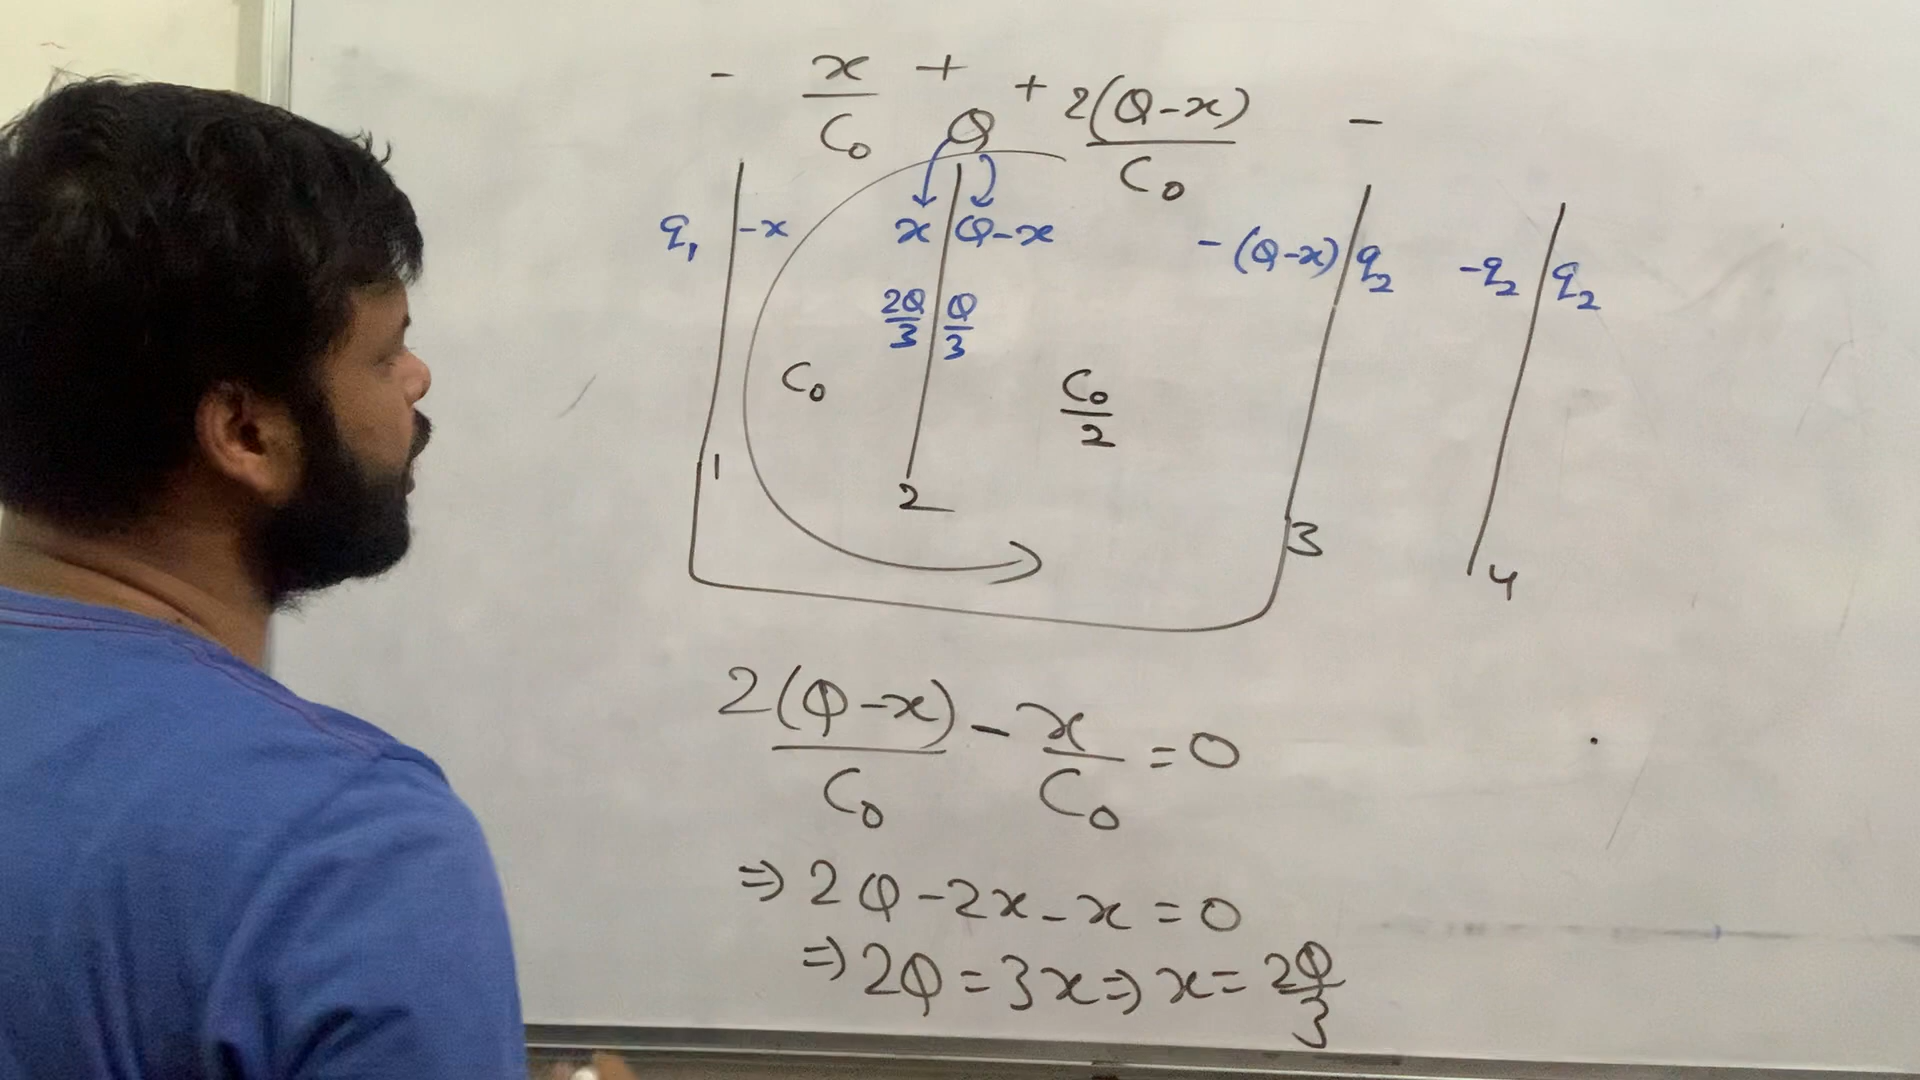 - x/C₀ + + 2(Q-x)/C₀ -
Q
q₁ -x x Q-x -(Q-x) q₂ -q₂ q₂
2Q/3 Q/3
C₀ C₀/2
1 2 3 4
2(Q-x)/C₀ - x/C₀ = 0
⇒ 2Q-2x-x = 0
⇒ 2Q = 3x ⇒ x = 2Q/3